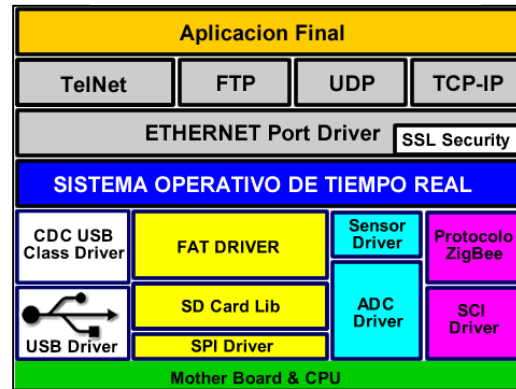 Aplicacion Final
TelNet
FTP
UDP
TCP-IP
ETHERNET Port Driver
SSL Security
SISTEMA OPERATIVO DE TIEMPO REAL
CDC USB
Class Driver
FAT DRIVER
Sensor
Driver
Protocolo
ZigBee
USB Driver
SD Card Lib
SPI Driver
ADC
Driver
SCI
Driver
Mother Board & CPU